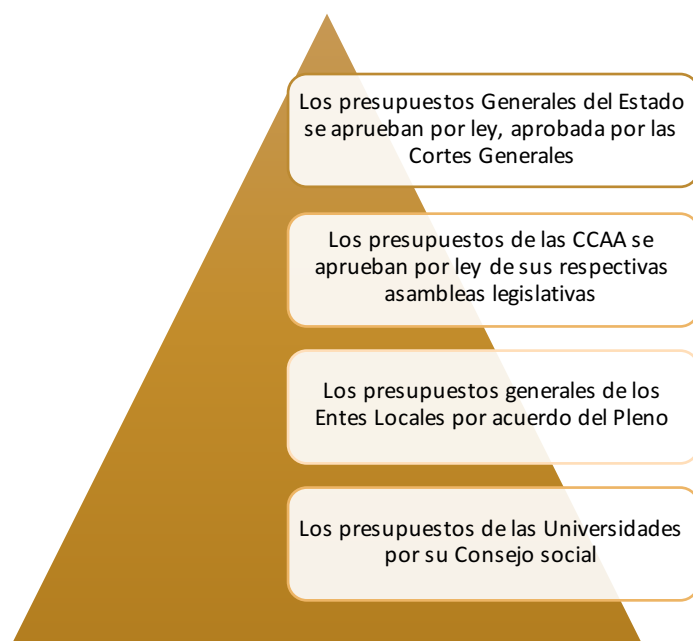 Los presupuestos Generales del Estado
se aprueban por ley, aprobada por las
Cortes Generales
Los presupuestos de las CCAA se
aprueban por ley de sus respectivas
asambleas legislativas
Los presupuestos generales de los
Entes Locales por acuerdo del Pleno
Los presupuestos de las Universidades
por su Consejo social